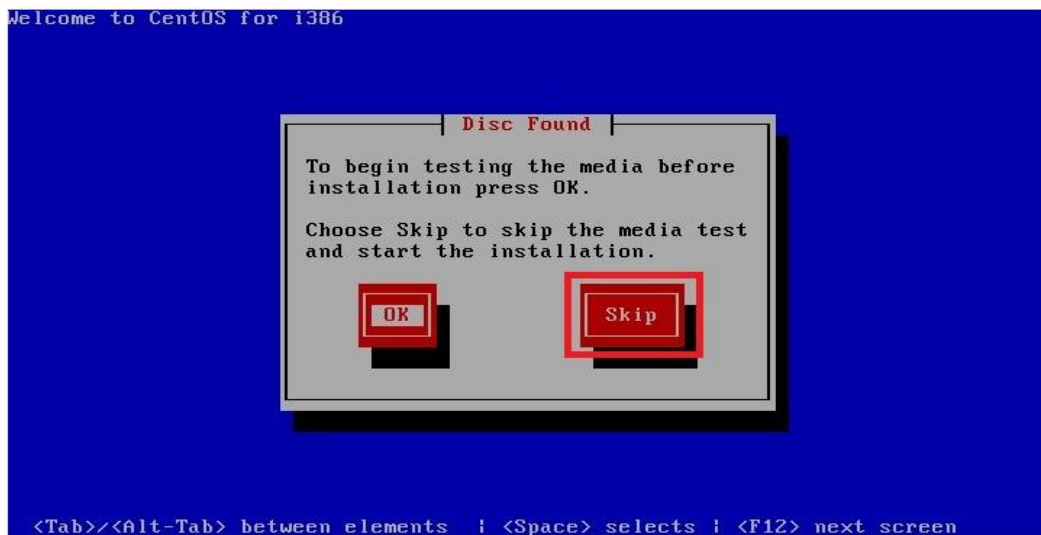 Welcome to CentOS for i386
Disc Found
To begin testing the media before
installation press OK.
Choose Skip to skip the media test
and start the installation.
OK Skip
<Tab>/<Alt-Tab> between elements | <Space> selects | <F12> next screen